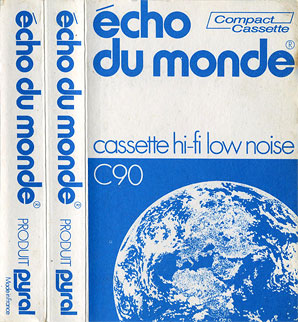 écho du monde®
PRODUIT pyral
Made in France
écho du monde®
PRODUIT pyral
écho
du monde®
Compact
Cassette
cassette hi-fi low noise
C90